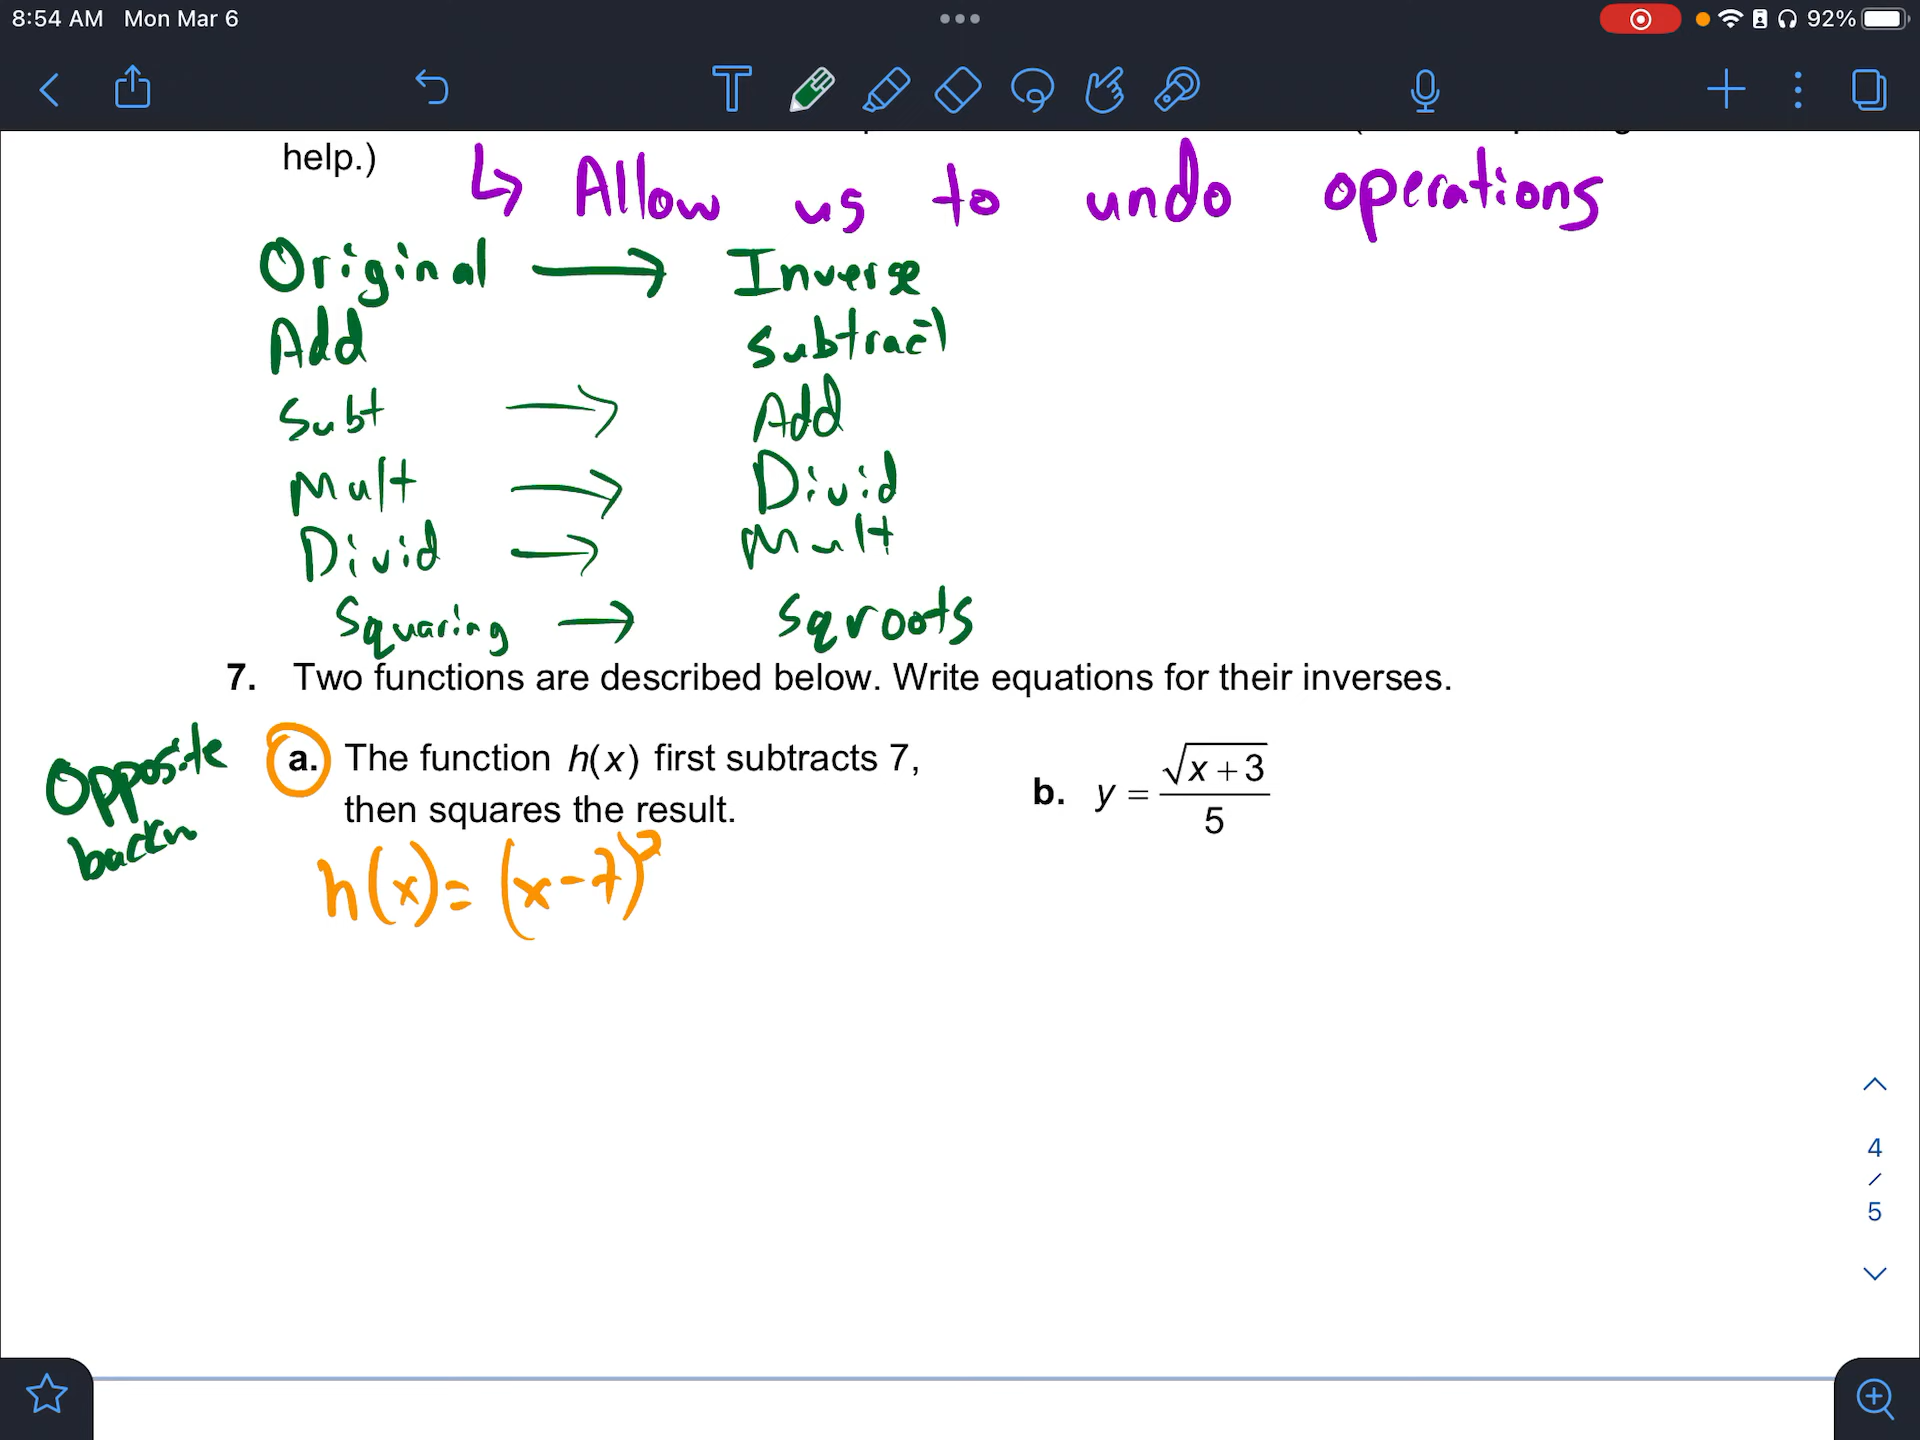 8:54 AM Mon Mar 6
92%
help.)
↳ Allow us to undo operations
Original → Inverse
Add Subtract
Subt → Add
Mult → Divid
Divid → Mult
Squaring → Sqroots
7. Two functions are described below. Write equations for their inverses.
Opposite
a. The function h(x) first subtracts 7,
then squares the result.
b. y = √(x + 3) / 5
h(x) = (x-7)²
4
/
5